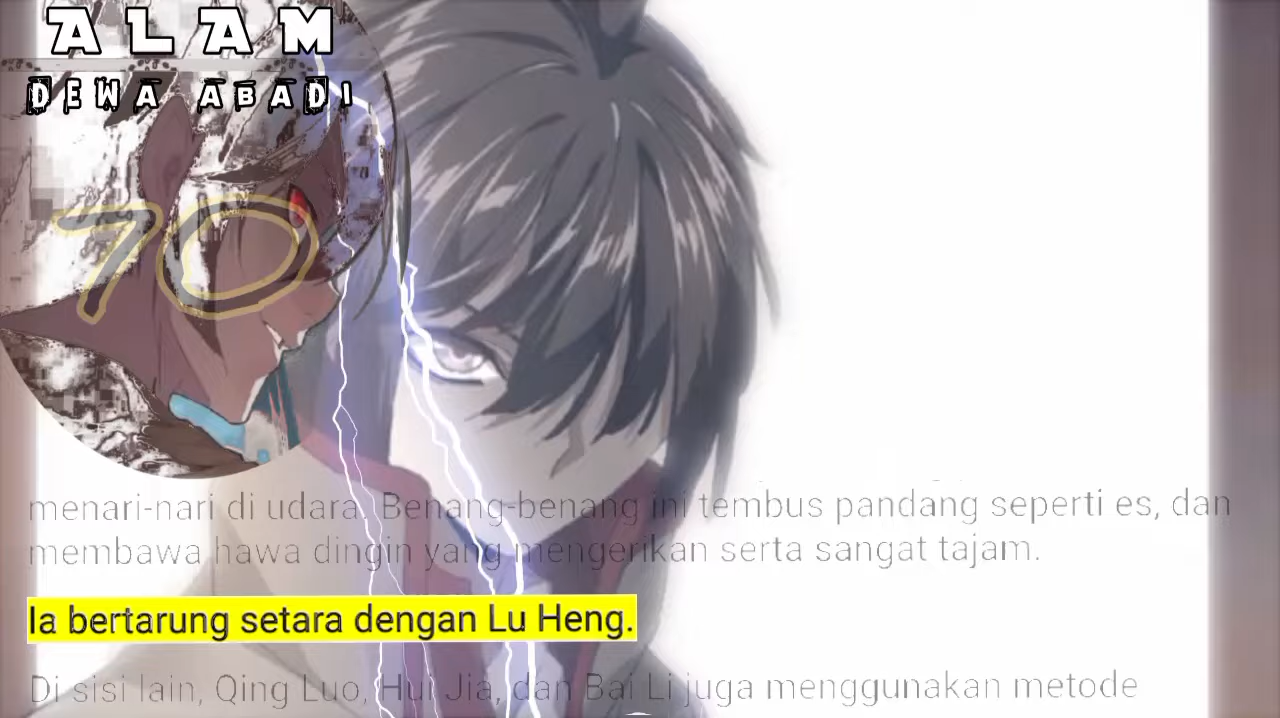 ALAM
DEWA ABADI
70
menari-nari di udara. Benang-benang ini tembus pandang seperti es, dan
membawa hawa dingin yang mengerikan serta sangat tajam.
Ia bertarung setara dengan Lu Heng.
Di sisi lain, Qing Luo, Hui Jia, dan Bai Li juga menggunakan metode